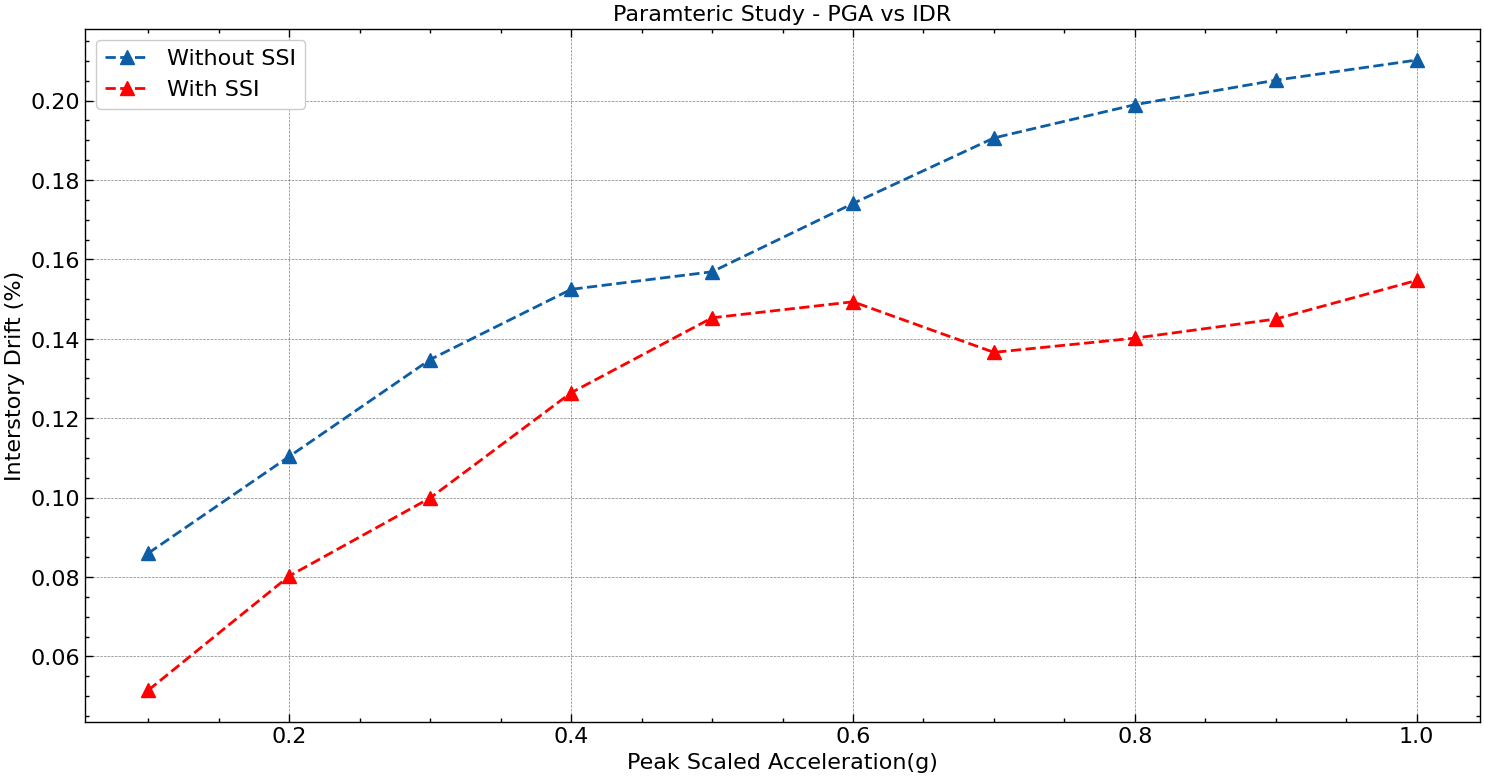 Paramteric Study - PGA vs IDR
Without SSI
With SSI
Interstory Drift (%)
0.20
0.18
0.16
0.14
0.12
0.10
0.08
0.06
0.2 0.4 0.6 0.8 1.0
Peak Scaled Acceleration(g)